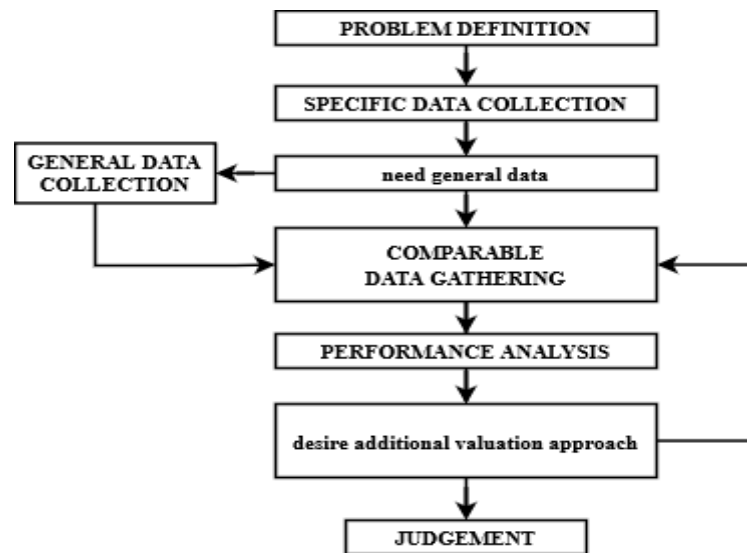 PROBLEM DEFINITION
SPECIFIC DATA COLLECTION
GENERAL DATA
COLLECTION
need general data
COMPARABLE
DATA GATHERING
PERFORMANCE ANALYSIS
desire additional valuation approach
JUDGEMENT